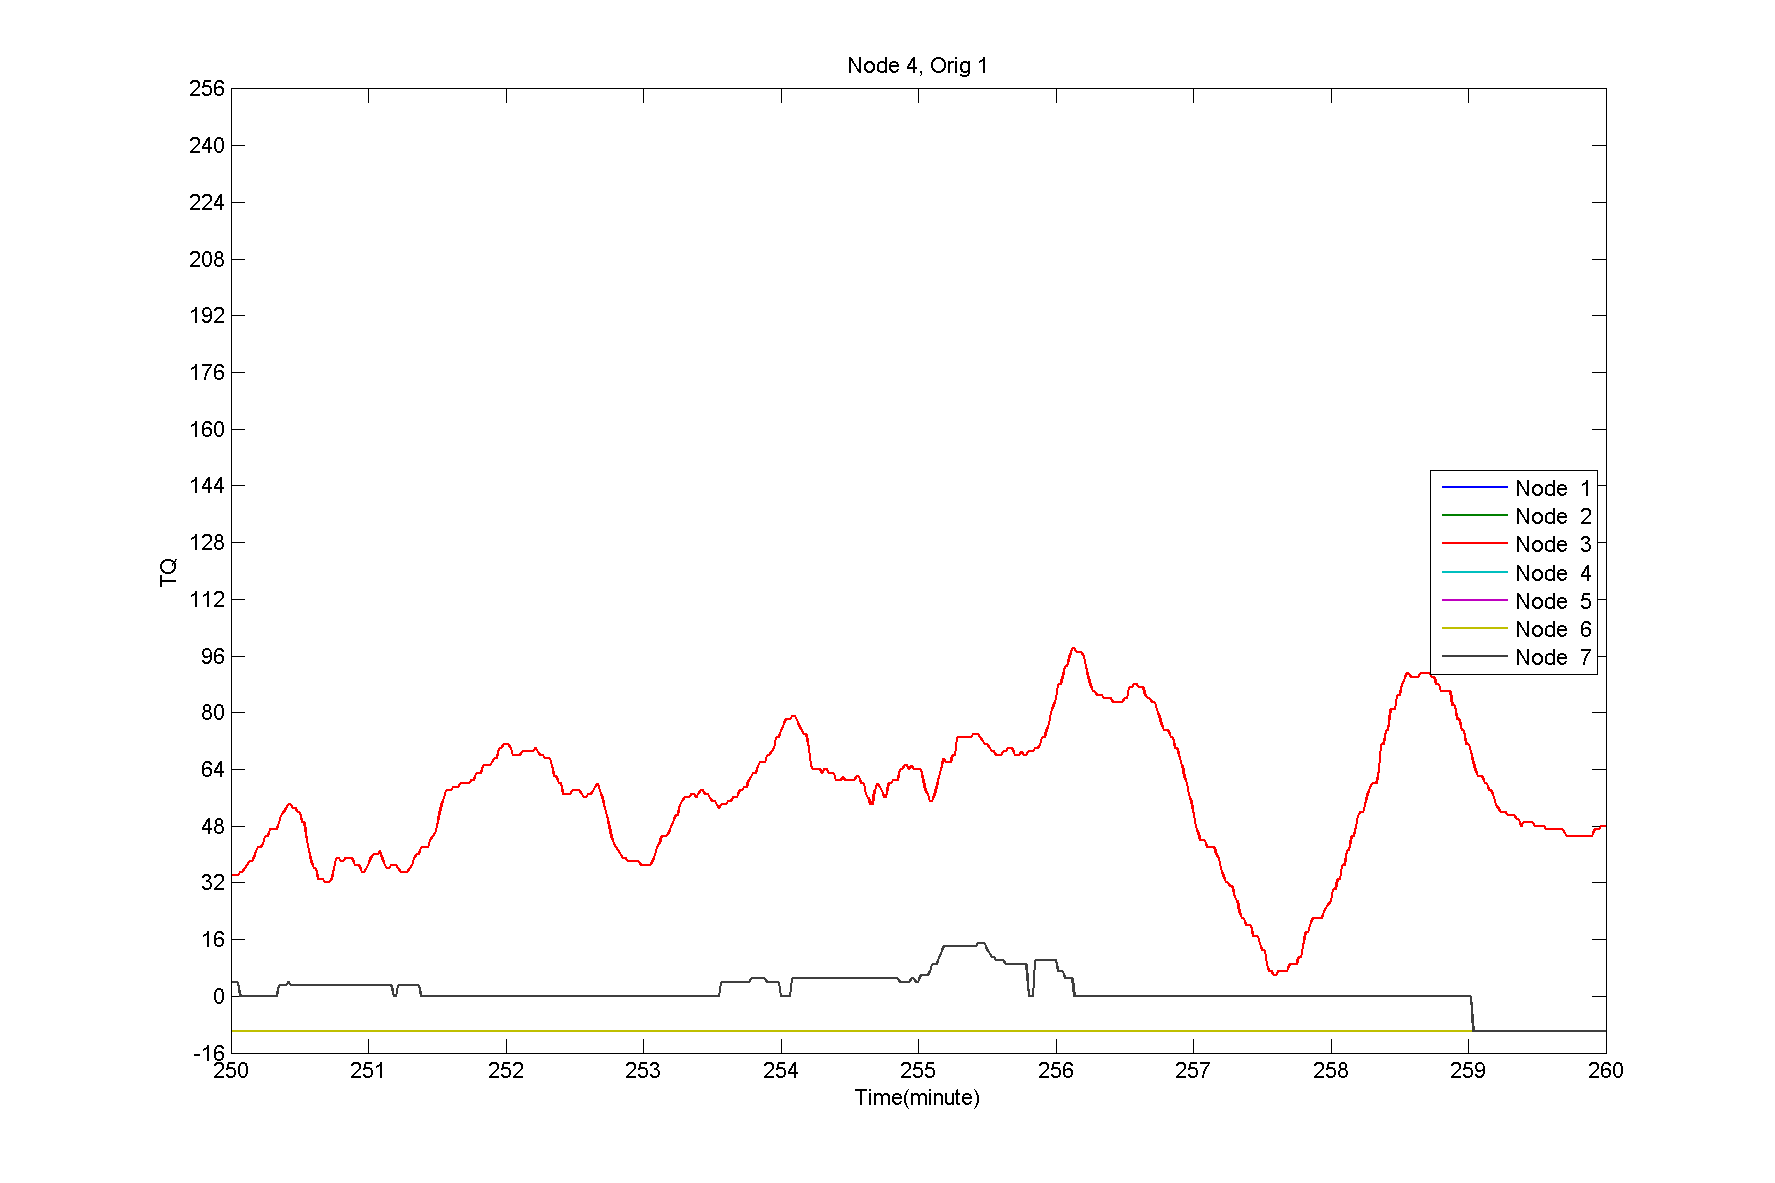 Node 4, Orig 1
256
240
224
208
192
176
160
144
128
112
96
80
64
48
32
16
0
-16
TQ
Node 1
Node 2
Node 3
Node 4
Node 5
Node 6
Node 7
250 251 252 253 254 255 256 257 258 259 260
Time(minute)